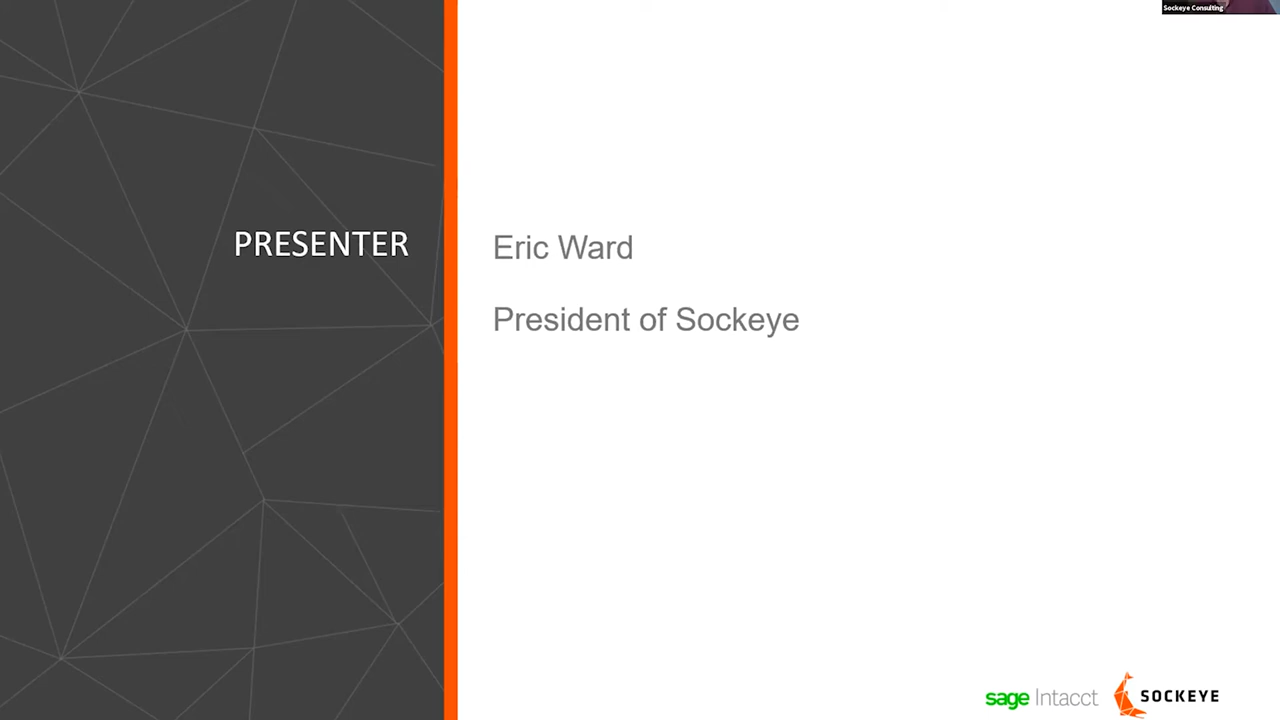 Sockeye Consulting
PRESENTER
Eric Ward
President of Sockeye
sage Intacct
SOCKEYE